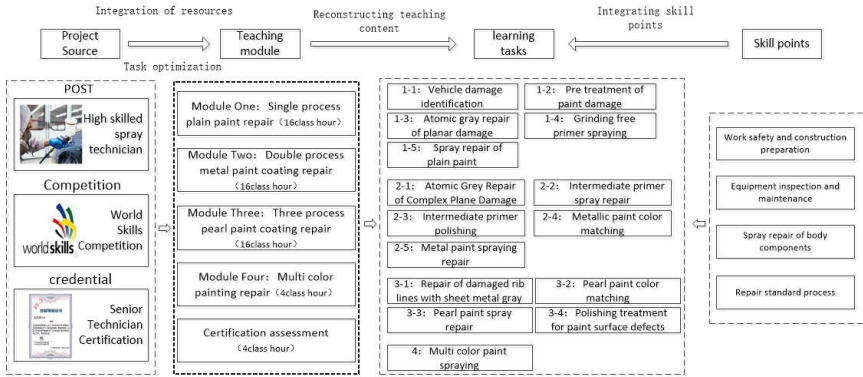 Integration of resources
Reconstructing teaching
content
Integrating skill
points
Project
Source
Teaching
module
learning
tasks
Skill points
Task optimization
POST
High skilled
spray
technician
Competition
World
Skills
Competition
worldskills
credential
Senior
Technician
Certification
Module One: Single process
plain paint repair (16class hour)
Module Two: Double process
metal paint coating repair
(16class hour)
Module Three: Three process
pearl paint coating repair
(16class hour)
Module Four: Multi color
painting repair (4class hour)
Certification assessment
(4class hour)
1-1: Vehicle damage
identification
1-2: Pre treatment of
paint damage
1-3: Atomic gray repair
of planar damage
1-4: Grinding free
primer spraying
1-5: Spray repair of
plain paint
2-1: Atomic Grey Repair
of Complex Plane Damage
2-2: Intermediate primer
spray repair
2-3: Intermediate primer
polishing
2-4: Metallic paint color
matching
2-5: Metal paint spraying
repair
3-1: Repair of damaged rib
lines with sheet metal gray
3-2: Pearl paint color
matching
3-3: Pearl paint spray
repair
3-4: Polishing treatment
for paint surface defects
4: Multi color paint
spraying
Work safety and construction
preparation
Equipment inspection and
maintenance
Spray repair of body
components
Repair standard process